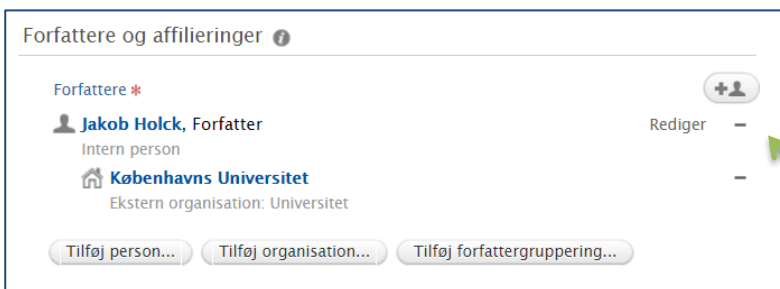 Forfattere og affilieringer
Forfattere *
Jakob Holck, Forfatter Rediger –
Intern person
Københavns Universitet –
Ekstern organisation: Universitet
Tilføj person... Tilføj organisation... Tilføj forfattergruppering...